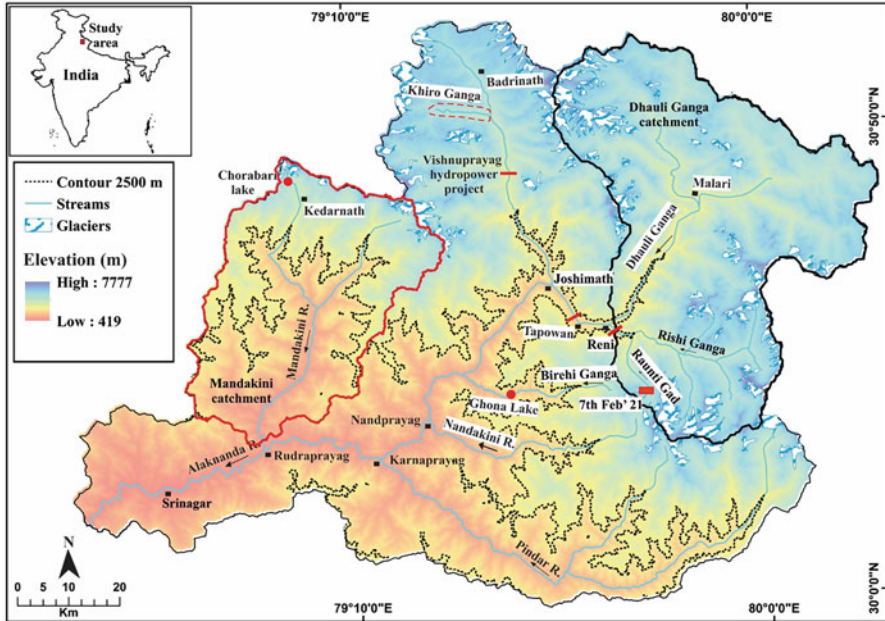 79°10'0"E
80°0'0"E
Study
area
India
Contour 2500 m
Streams
Glaciers
Elevation (m)
High : 7777
Low : 419
Badrinath
Khiro Ganga
Dhauli Ganga
catchment
30°50'0"N
Vishnuprayag
hydropower
project
Chorabari
lake
Malari
Kedarnath
Dhauli Ganga
Joshimath
Tapowan
Reni
Rishi Ganga
Mandakini R.
Raunti Gad
Birehi Ganga
Mandakini
catchment
Ghona Lake
7th Feb' 21
Nandprayag
Nandakini R.
Alaknanda R.
Rudraprayag
Karnaprayag
Srinagar
Pindar R.
N
0 5 10 20
Km
30°0'0"N
79°10'0"E
80°0'0"E